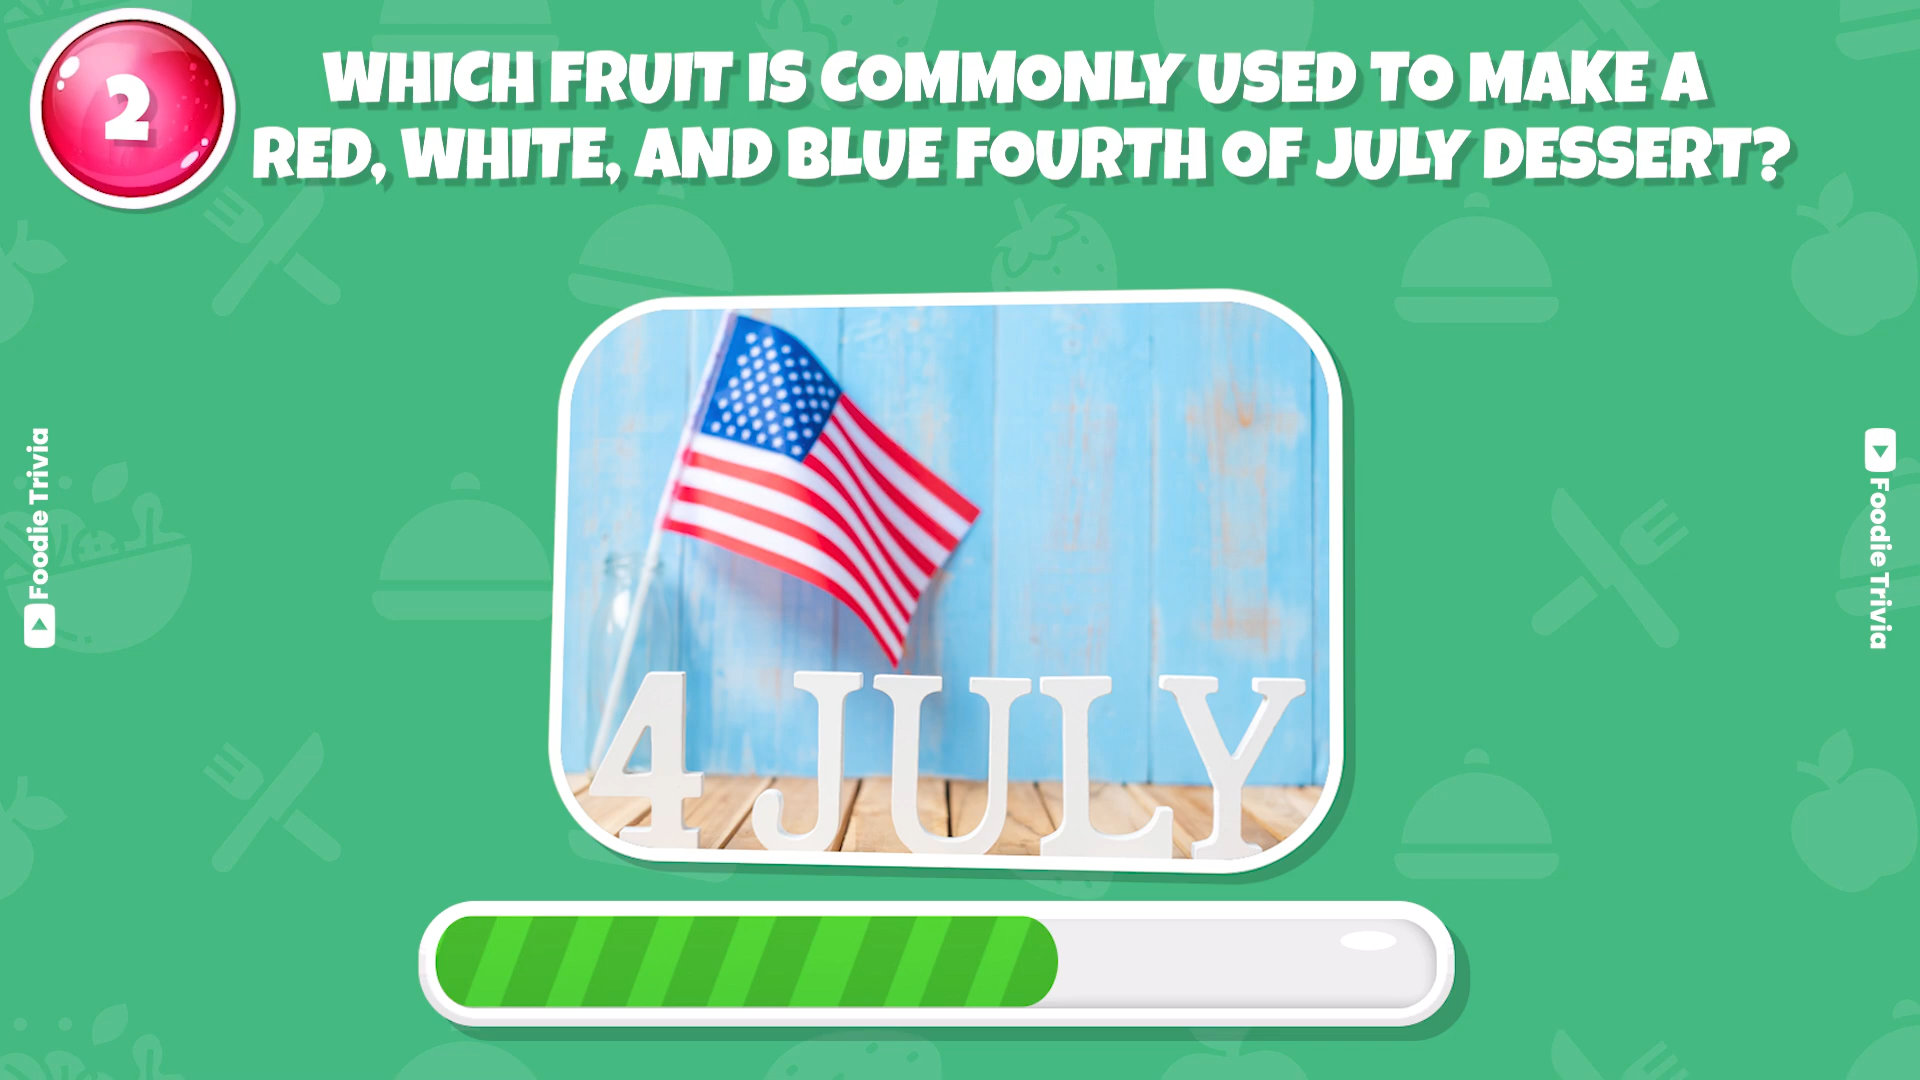 2
WHICH FRUIT IS COMMONLY USED TO MAKE A
RED, WHITE, AND BLUE FOURTH OF JULY DESSERT?
Foodie Trivia
Foodie Trivia
4 JULY